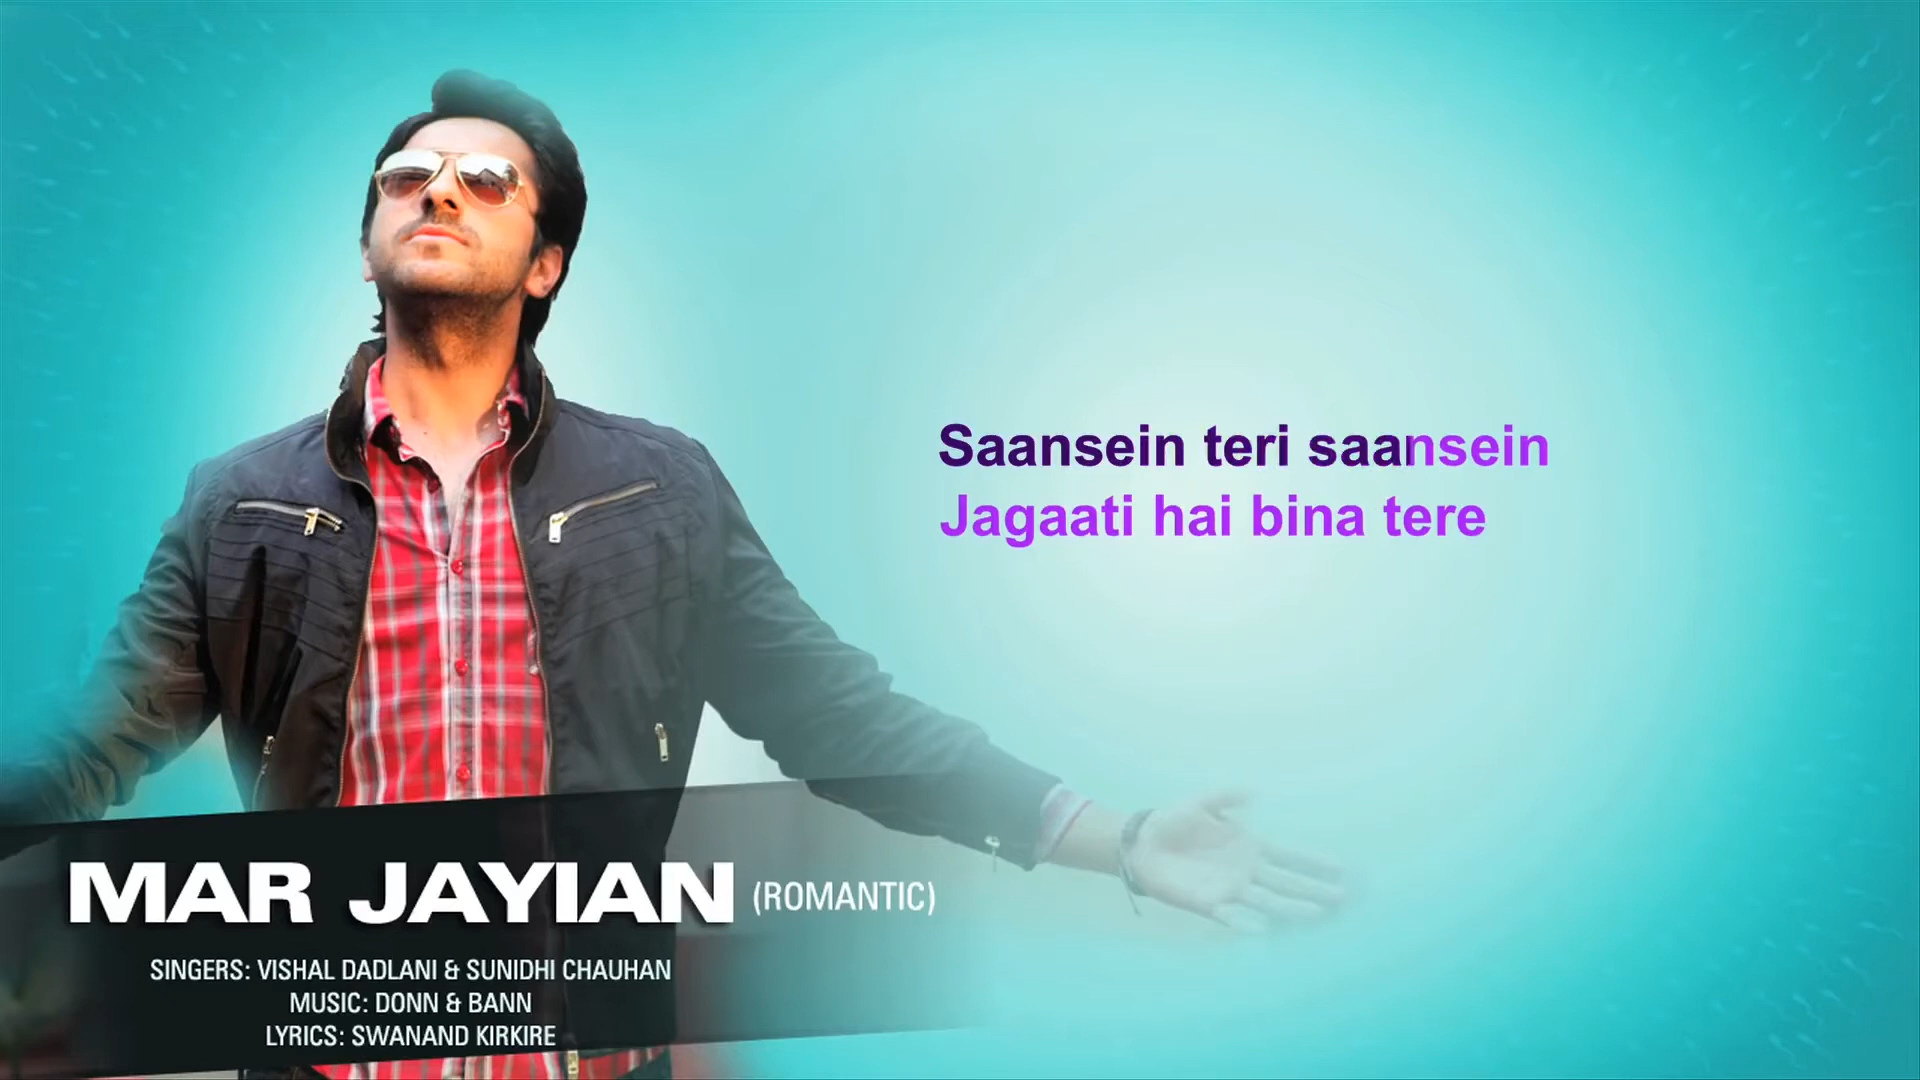 Saansein teri saansein
Jagaati hai bina tere
MAR JAYIAN (ROMANTIC)
SINGERS: VISHAL DADLANI & SUNIDHI CHAUHAN
MUSIC: DONN & BANN
LYRICS: SWANAND KIRKIRE